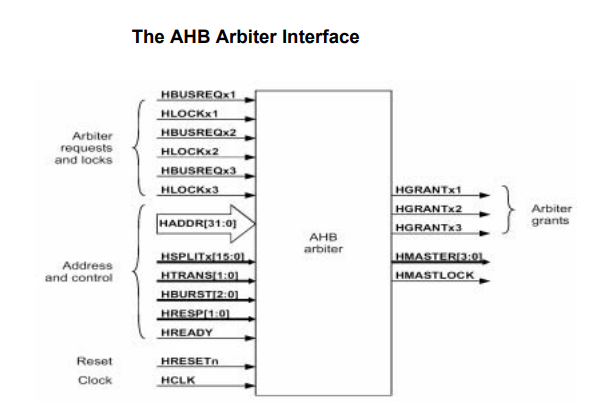 The AHB Arbiter Interface
Arbiter
requests
and locks
HBUSREQx1
HLOCKx1
HBUSREQx2
HLOCKx2
HBUSREQx3
HLOCKx3
Address
and control
HADDR[31:0]
HSPLITx[15:0]
HTRANS[1:0]
HBURST[2:0]
HRESP[1:0]
HREADY
Reset
HRESETn
Clock
HCLK
AHB
arbiter
HGRANTx1
HGRANTx2
HGRANTx3
Arbiter
grants
HMASTER[3:0]
HMASTLOCK